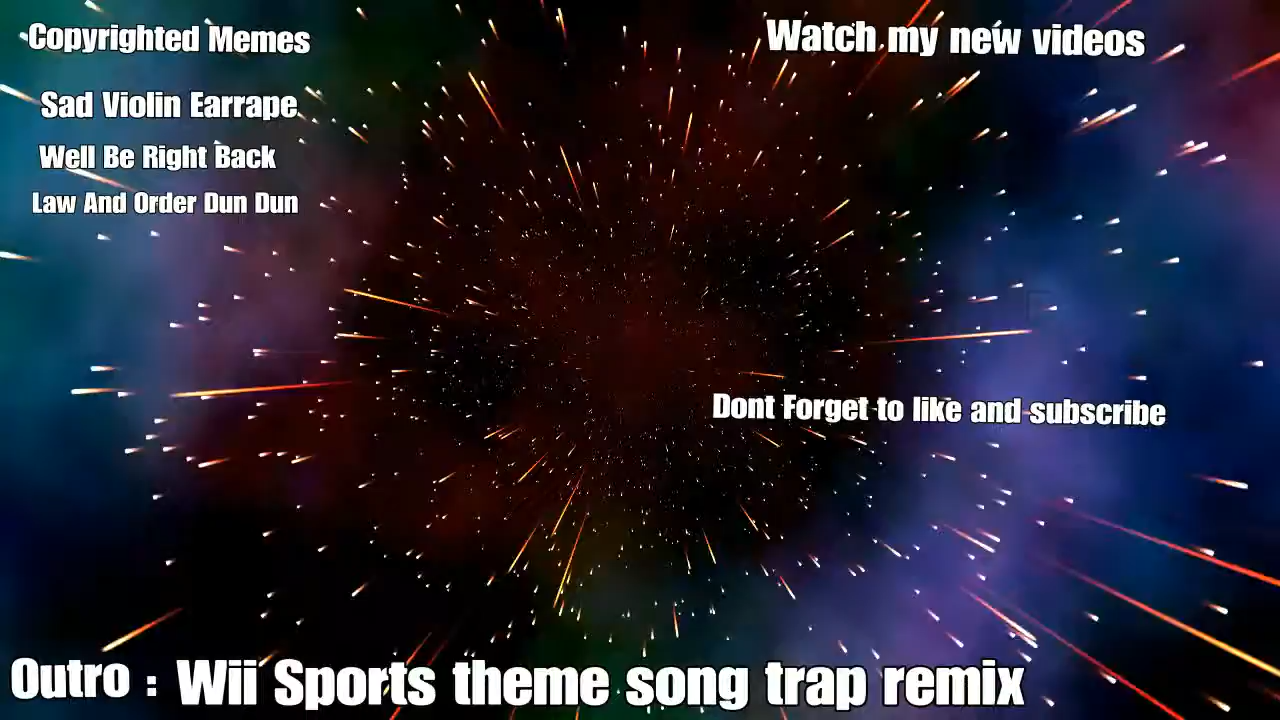 Copyrighted Memes
Watch my new videos
Sad Violin Earrape
Well Be Right Back
Law And Order Dun Dun
Dont Forget to like and subscribe
Outro : Wii Sports theme song trap remix